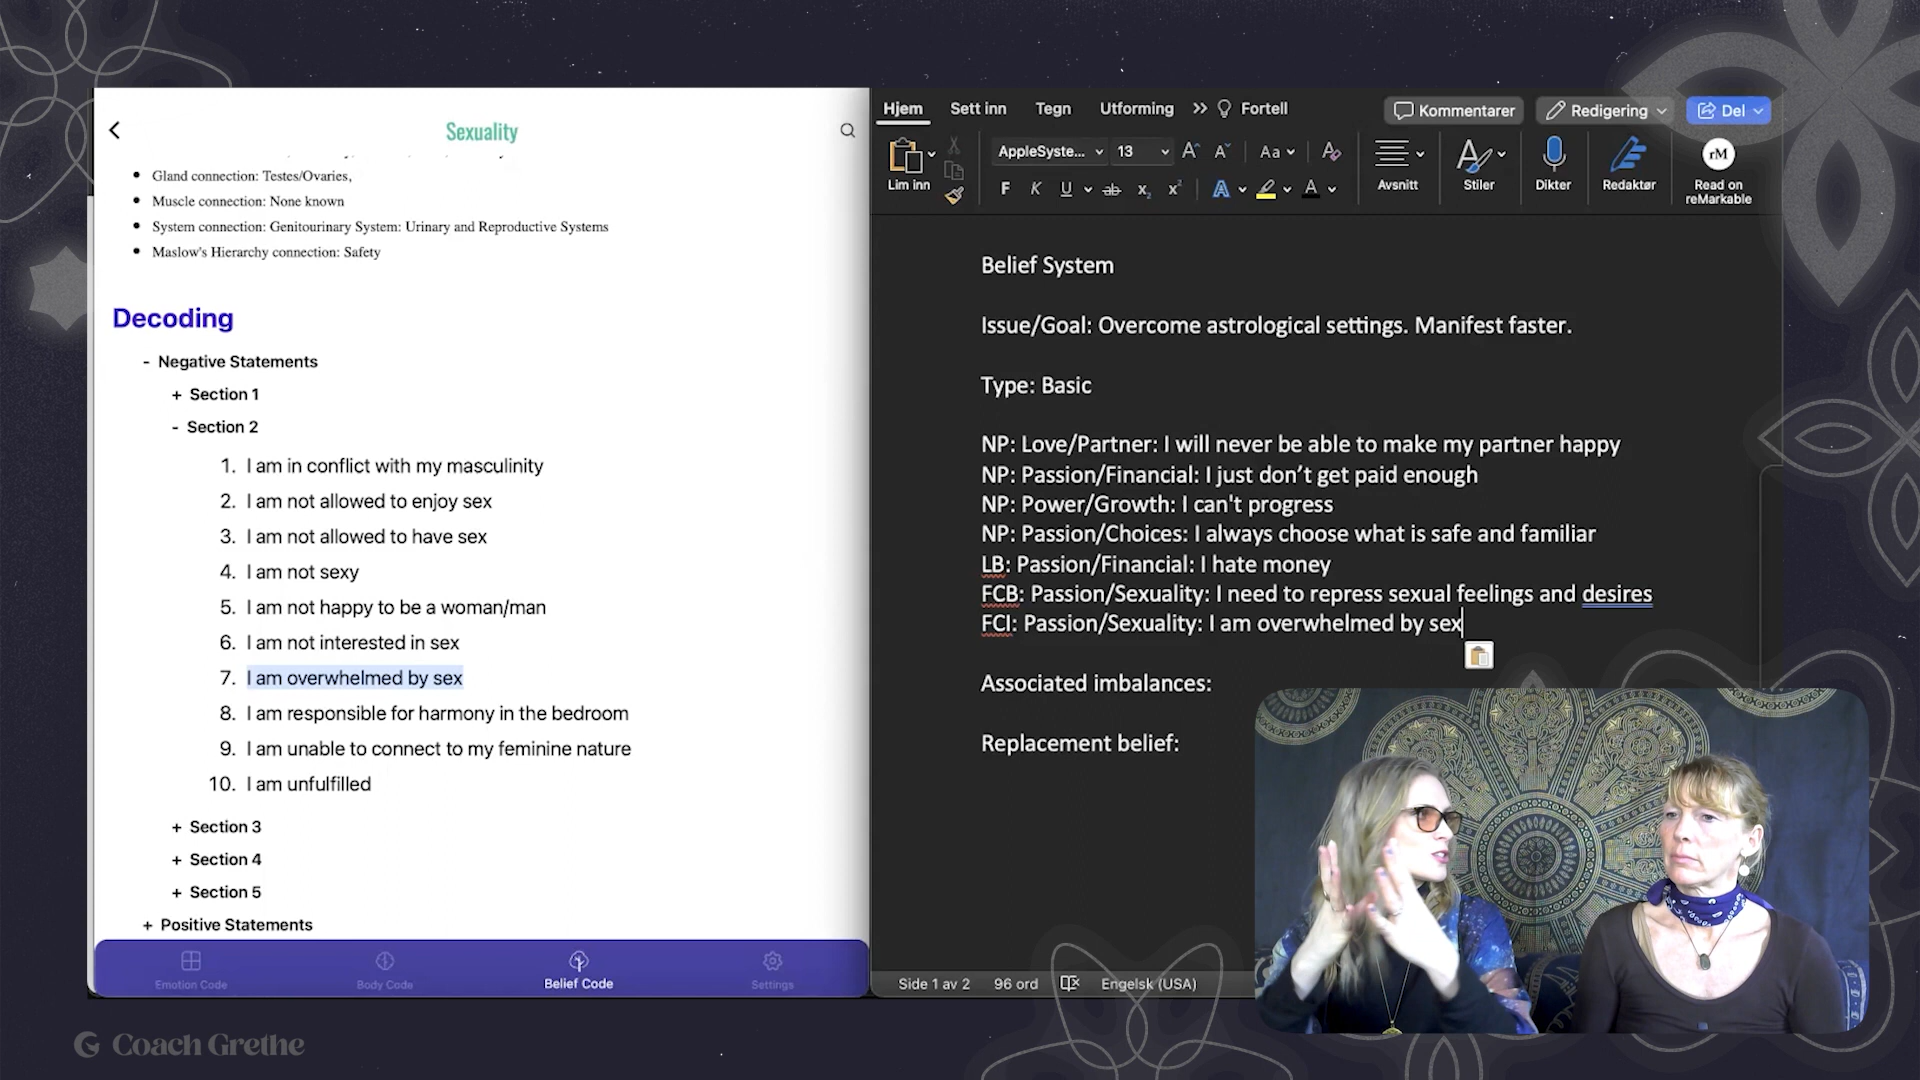 Sexuality
Gland connection: Testes/Ovaries,
Muscle connection: None known
System connection: Genitourinary System: Urinary and Reproductive Systems
Maslow's Hierarchy connection: Safety
Decoding
- Negative Statements
+ Section 1
- Section 2
1. I am in conflict with my masculinity
2. I am not allowed to enjoy sex
3. I am not allowed to have sex
4. I am not sexy
5. I am not happy to be a woman/man
6. I am not interested in sex
7. I am overwhelmed by sex
8. I am responsible for harmony in the bedroom
9. I am unable to connect to my feminine nature
10. I am unfulfilled
+ Section 3
+ Section 4
+ Section 5
+ Positive Statements
Emotion Code Body Code Belief Code Settings
Hjem Sett inn Tegn Utforming >> Fortell Kommentarer Redigering Del
AppleSyste... 13 A A Aa A
Lim inn F K U ab x₂ x² A A Avsnitt Stiler Dikter Redaktør rM Read on
reMarkable
Belief System
Issue/Goal: Overcome astrological settings. Manifest faster.
Type: Basic
NP: Love/Partner: I will never be able to make my partner happy
NP: Passion/Financial: I just don’t get paid enough
NP: Power/Growth: I can't progress
NP: Passion/Choices: I always choose what is safe and familiar
LB: Passion/Financial: I hate money
FCB: Passion/Sexuality: I need to repress sexual feelings and desires
FCI: Passion/Sexuality: I am overwhelmed by sex
Associated imbalances:
Replacement belief:
Side 1 av 2 96 ord Engelsk (USA)
Coach Grethe